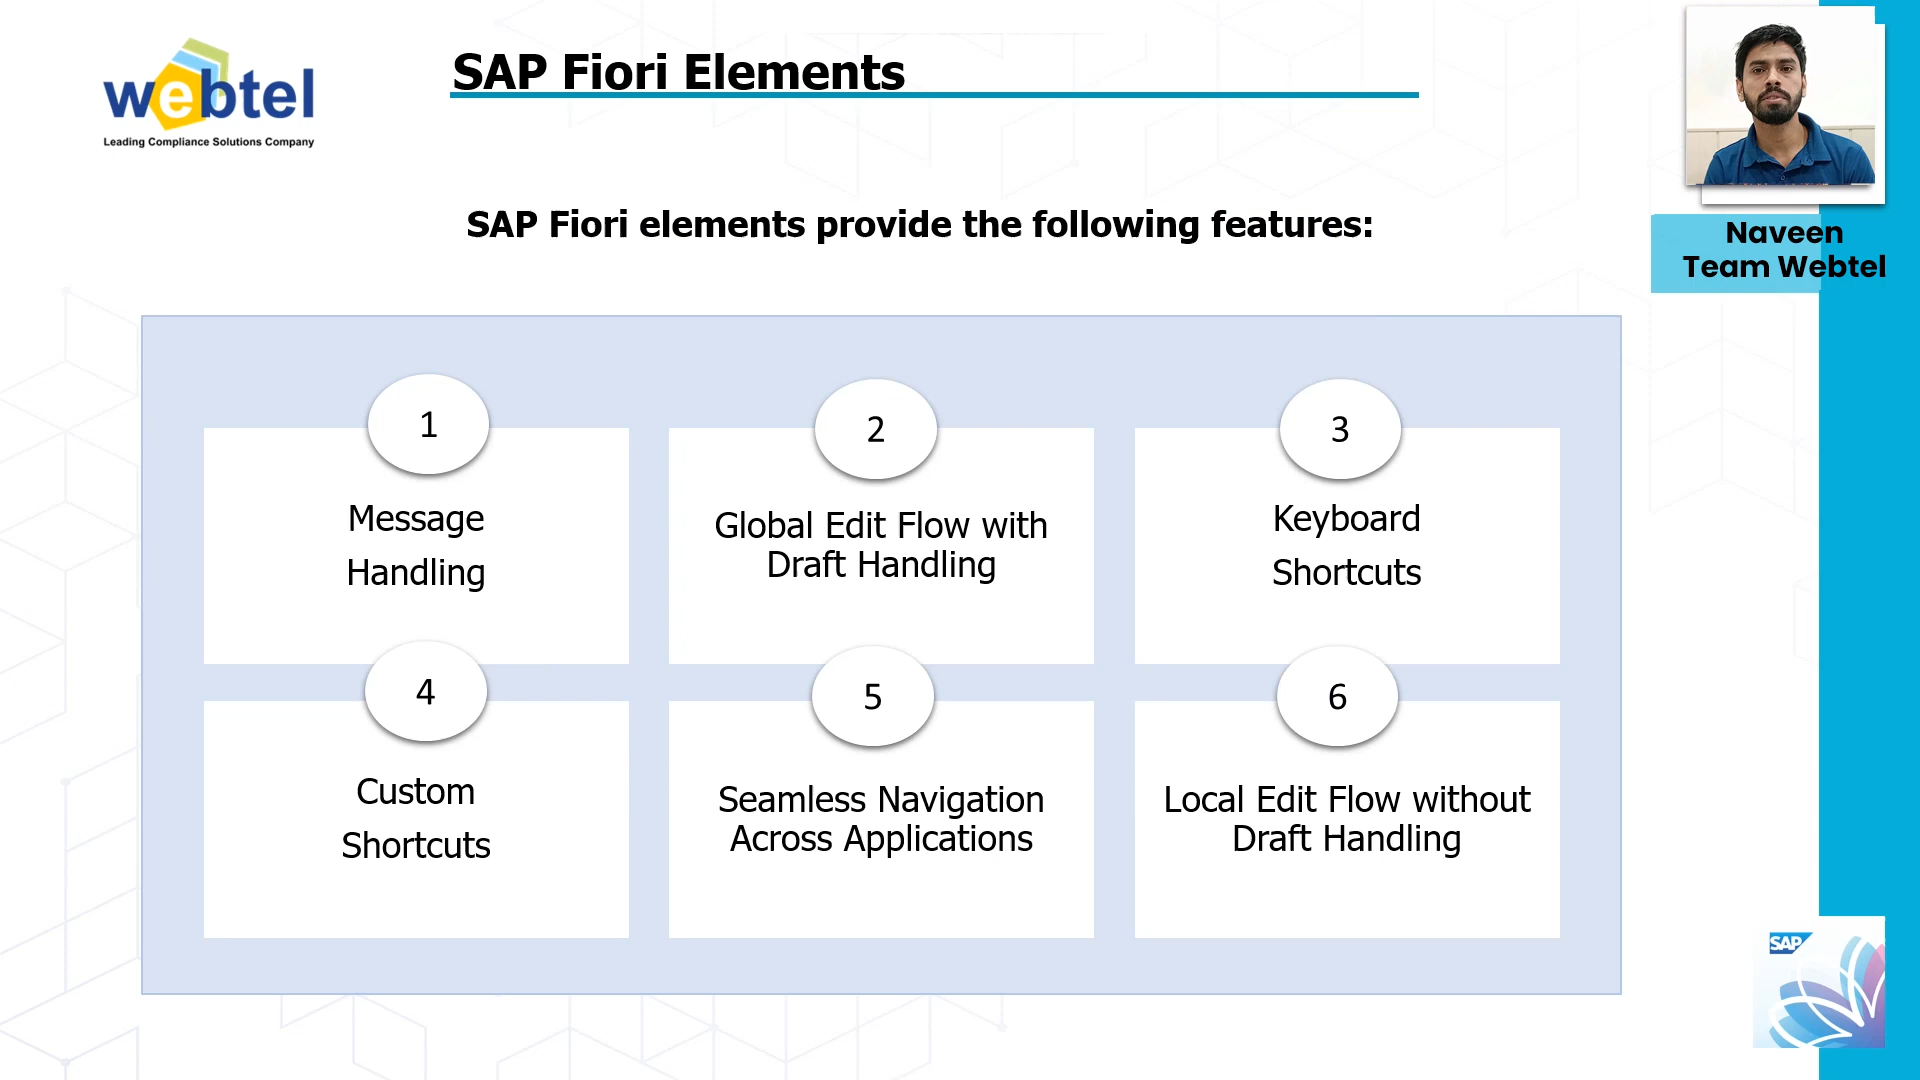 webtel
Leading Compliance Solutions Company
SAP Fiori Elements
Naveen
Team Webtel
SAP Fiori elements provide the following features:
1
Message
Handling
2
Global Edit Flow with
Draft Handling
3
Keyboard
Shortcuts
4
Custom
Shortcuts
5
Seamless Navigation
Across Applications
6
Local Edit Flow without
Draft Handling
SAP